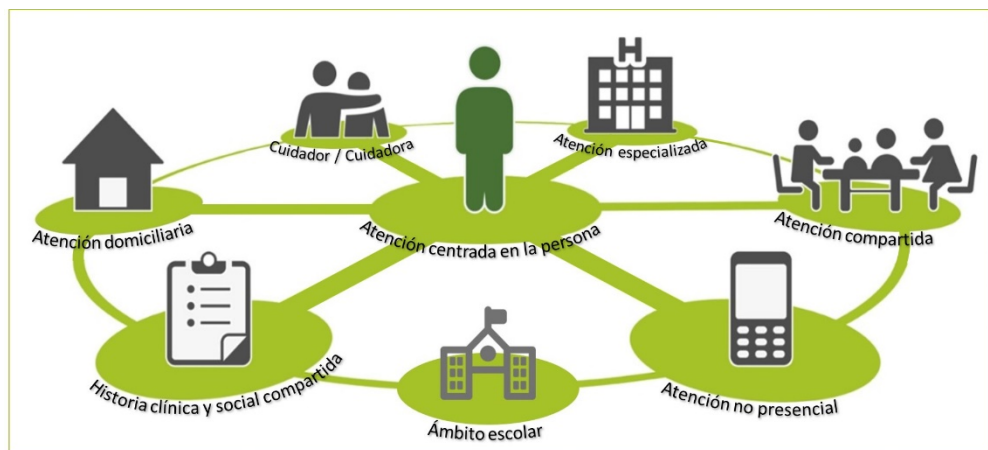 H
Cuidador / Cuidadora
Atención especializada
Atención domiciliaria
Atención centrada en la persona
Atención compartida
Historia clínica y social compartida
Ámbito escolar
Atención no presencial